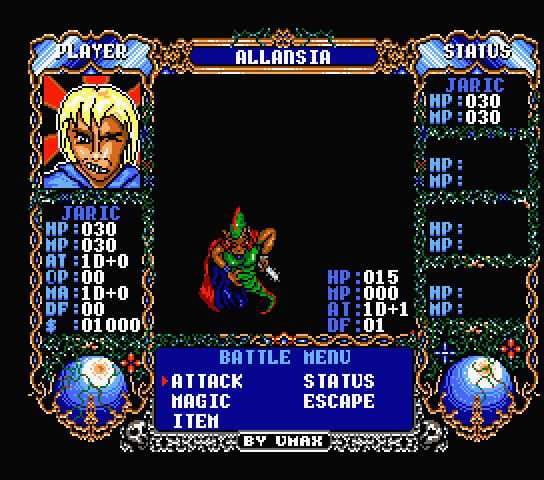 PLAYER
ALLANSIA
STATUS
JARIC
HP:030
MP:030
AT:1D+0
OP:00
MA:1D+0
DF:00
$ :01000
HP:015
MP:000
AT:1D+1
DF:01
JARIC
HP:030
MP:030
HP:
MP:
HP:
MP:
HP:
MP:
BATTLE MENU
ATTACK STATUS
MAGIC ESCAPE
ITEM
BY VMAX